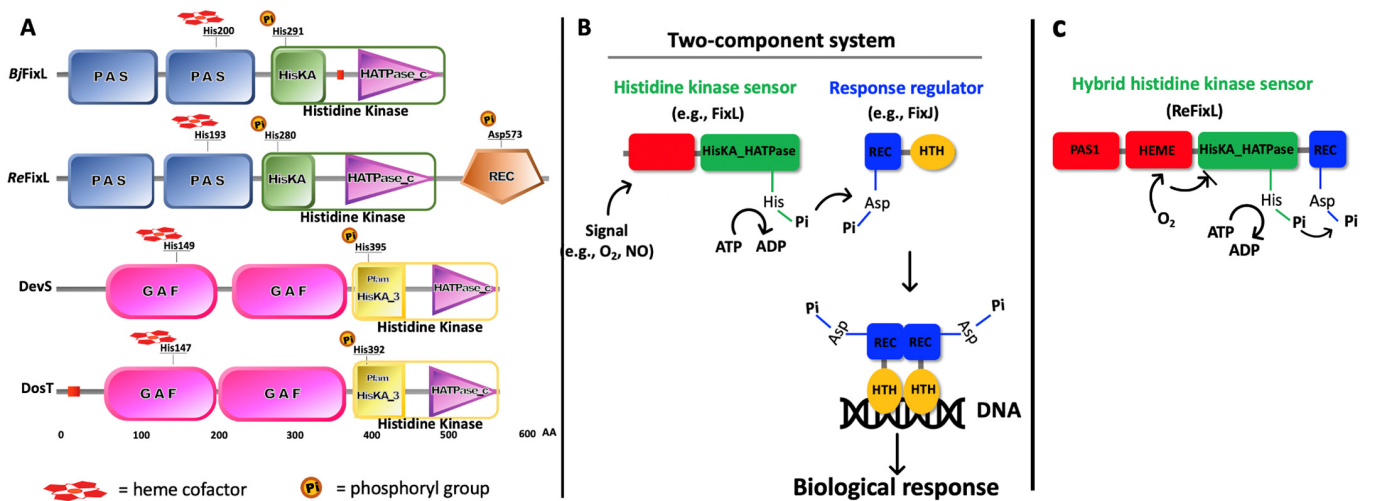 A
His200
Pi
His291
BjFixL
PAS
PAS
HisKA
HATPase_c
Histidine Kinase
His193
Pi
His280
Pi
Asp573
ReFixL
PAS
PAS
HisKA
HATPase_c
REC
Histidine Kinase
His149
Pi
His395
DevS
GAF
GAF
Pfam
HisKA_3
HATPase_c
Histidine Kinase
His147
Pi
His392
DosT
GAF
GAF
Pfam
HisKA_3
HATPase_c
Histidine Kinase
0 100 200 300 400 500 600 AA
= heme cofactor
Pi = phosphoryl group
B
Two-component system
Histidine kinase sensor
(e.g., FixL)
Response regulator
(e.g., FixJ)
HisKA_HATPase
REC
HTH
His
Pi
Asp
Pi
Signal
(e.g., O₂, NO)
ATP
ADP
Pi
Asp
REC
REC
Asp
Pi
HTH
HTH
DNA
Biological response
C
Hybrid histidine kinase sensor
(ReFixL)
PAS1
HEME
HisKA_HATPase
REC
O₂
His
Pi
Asp
Pi
ATP
ADP